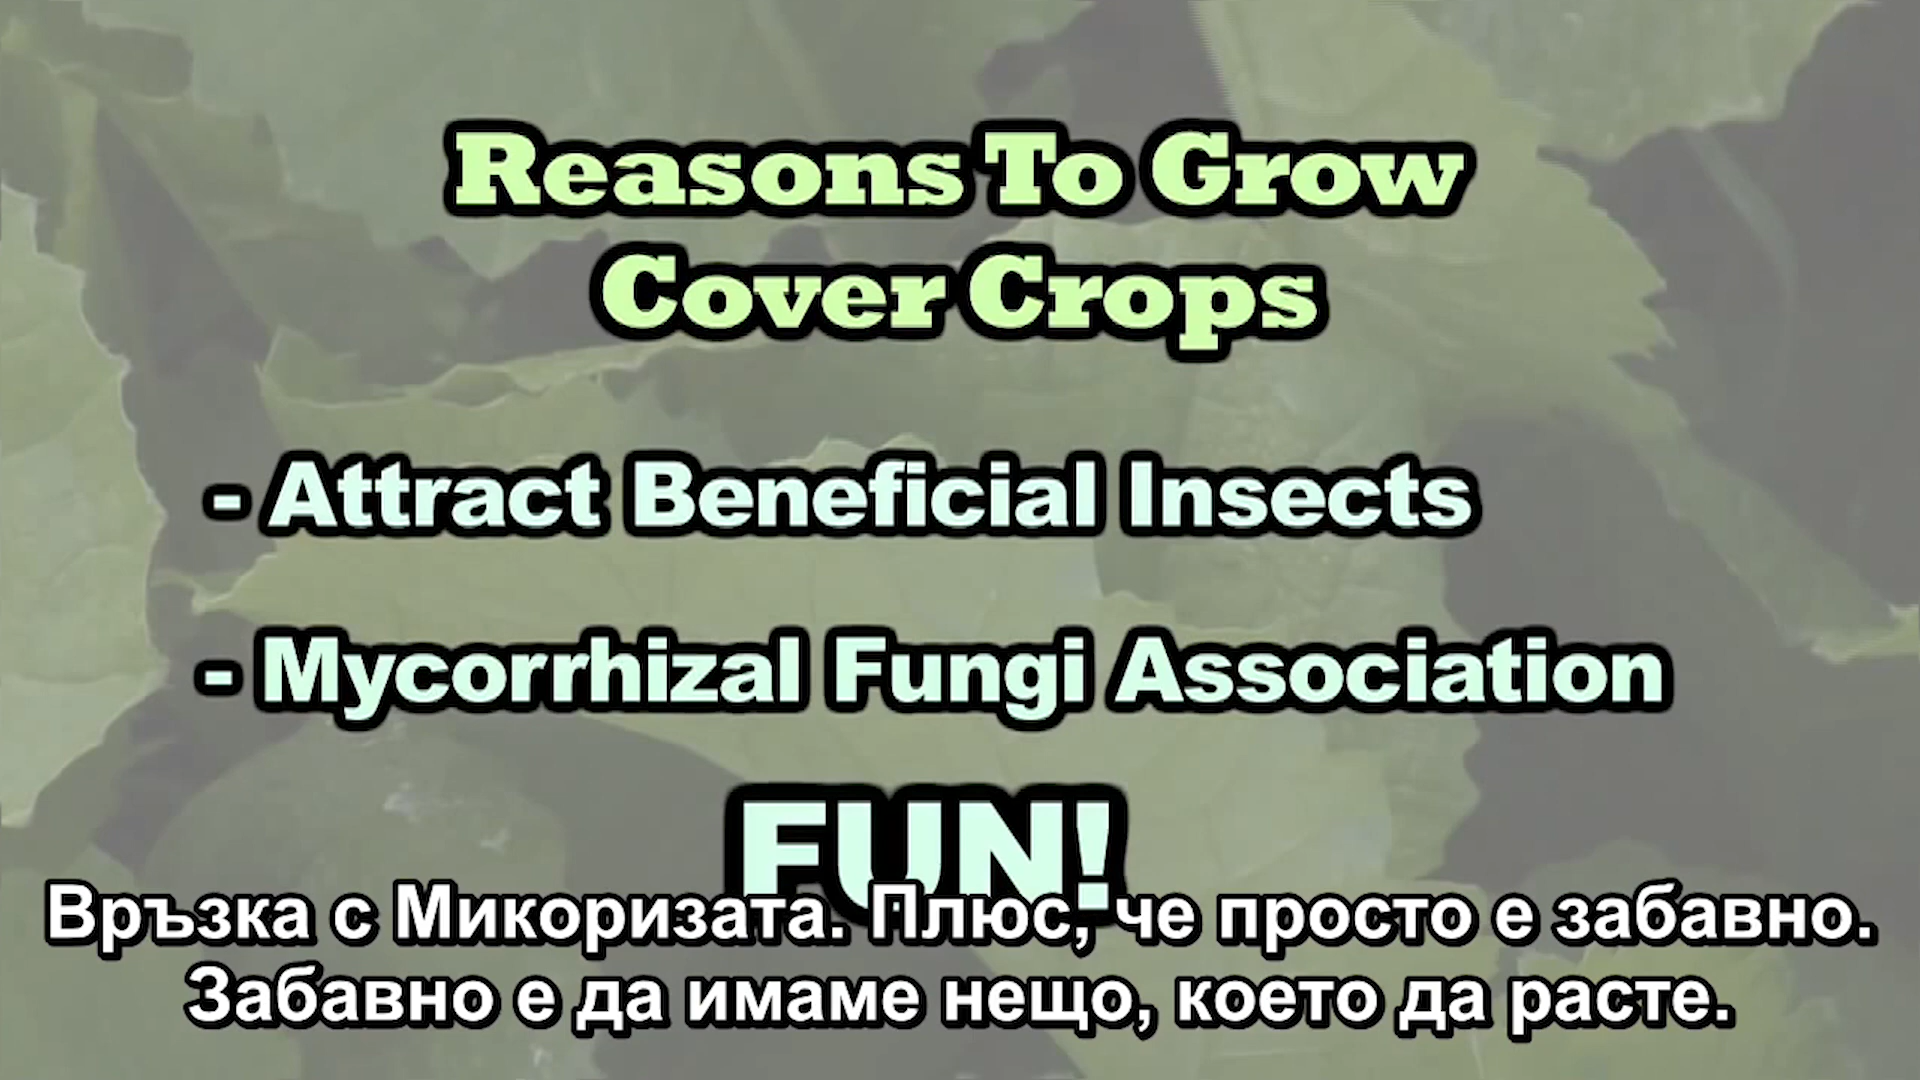 Reasons To Grow
Cover Crops
- Attract Beneficial Insects
- Mycorrhizal Fungi Association
FUN!
Връзка с Микоризата. Плюс, че просто е забавно.
Забавно е да имаме нещо, което да расте.